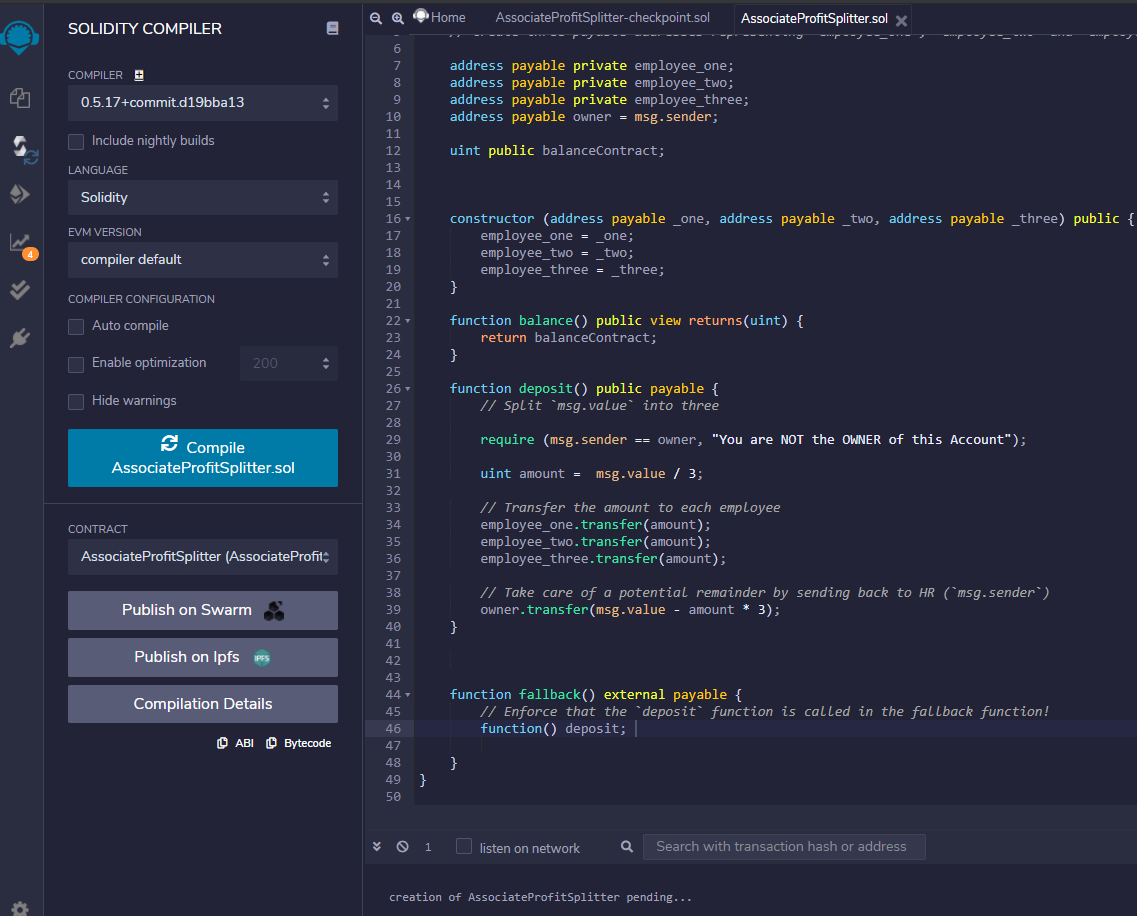 SOLIDITY COMPILER
COMPILER
0.5.17+commit.d19bba13
Include nightly builds
LANGUAGE
Solidity
EVM VERSION
compiler default
COMPILER CONFIGURATION
Auto compile
Enable optimization
200
Hide warnings
Compile
AssociateProfitSplitter.sol
CONTRACT
AssociateProfitSplitter (AssociateProfit
Publish on Swarm
Publish on Ipfs
IPFS
Compilation Details
ABI Bytecode
4
Home AssociateProfitSplitter-checkpoint.sol AssociateProfitSplitter.sol
6
7 address payable private employee_one;
8 address payable private employee_two;
9 address payable private employee_three;
10 address payable owner = msg.sender;
11
12 uint public balanceContract;
13
14
15
16 constructor (address payable _one, address payable _two, address payable _three) public {
17 employee_one = _one;
18 employee_two = _two;
19 employee_three = _three;
20 }
21
22 function balance() public view returns(uint) {
23 return balanceContract;
24 }
25
26 function deposit() public payable {
27 // Split `msg.value` into three
28
29 require (msg.sender == owner, "You are NOT the OWNER of this Account");
30
31 uint amount =  msg.value / 3;
32
33 // Transfer the amount to each employee
34 employee_one.transfer(amount);
35 employee_two.transfer(amount);
36 employee_three.transfer(amount);
37
38 // Take care of a potential remainder by sending back to HR (`msg.sender`)
39 owner.transfer(msg.value - amount * 3);
40 }
41
42
43
44 function fallback() external payable {
45 // Enforce that the `deposit` function is called in the fallback function!
46 function() deposit;
47
48 }
49 }
50
1 listen on network Search with transaction hash or address
creation of AssociateProfitSplitter pending...